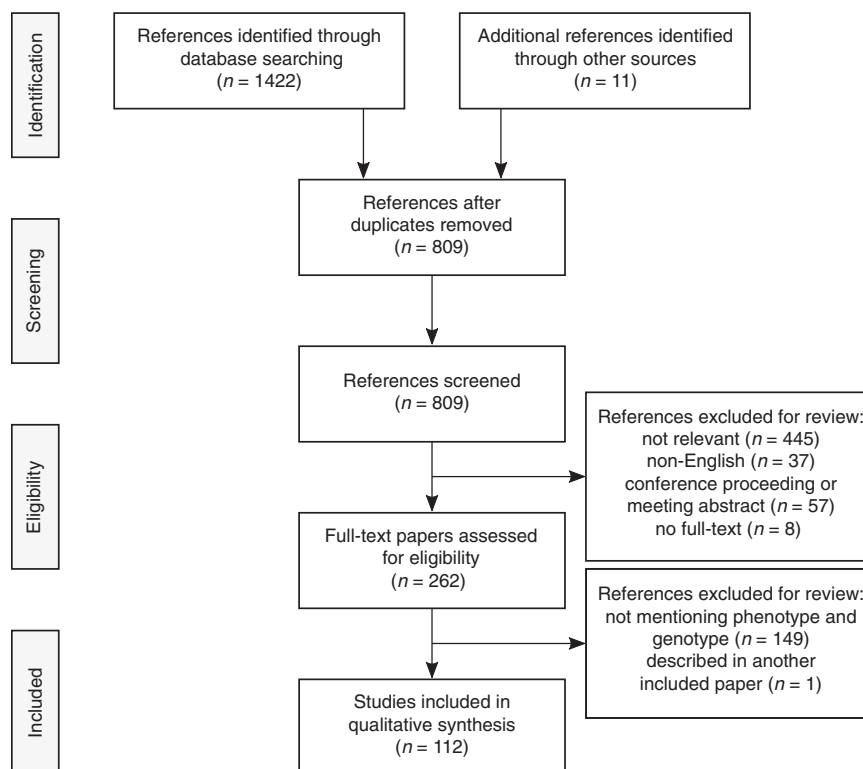 Identification
References identified through
database searching
(n = 1422)
Additional references identified
through other sources
(n = 11)
References after
duplicates removed
(n = 809)
Screening
References screened
(n = 809)
References excluded for review:
not relevant (n = 445)
non-English (n = 37)
conference proceeding or
meeting abstract (n = 57)
no full-text (n = 8)
Eligibility
Full-text papers assessed
for eligibility
(n = 262)
References excluded for review:
not mentioning phenotype and
genotype (n = 149)
described in another
included paper (n = 1)
Included
Studies included in
qualitative synthesis
(n = 112)